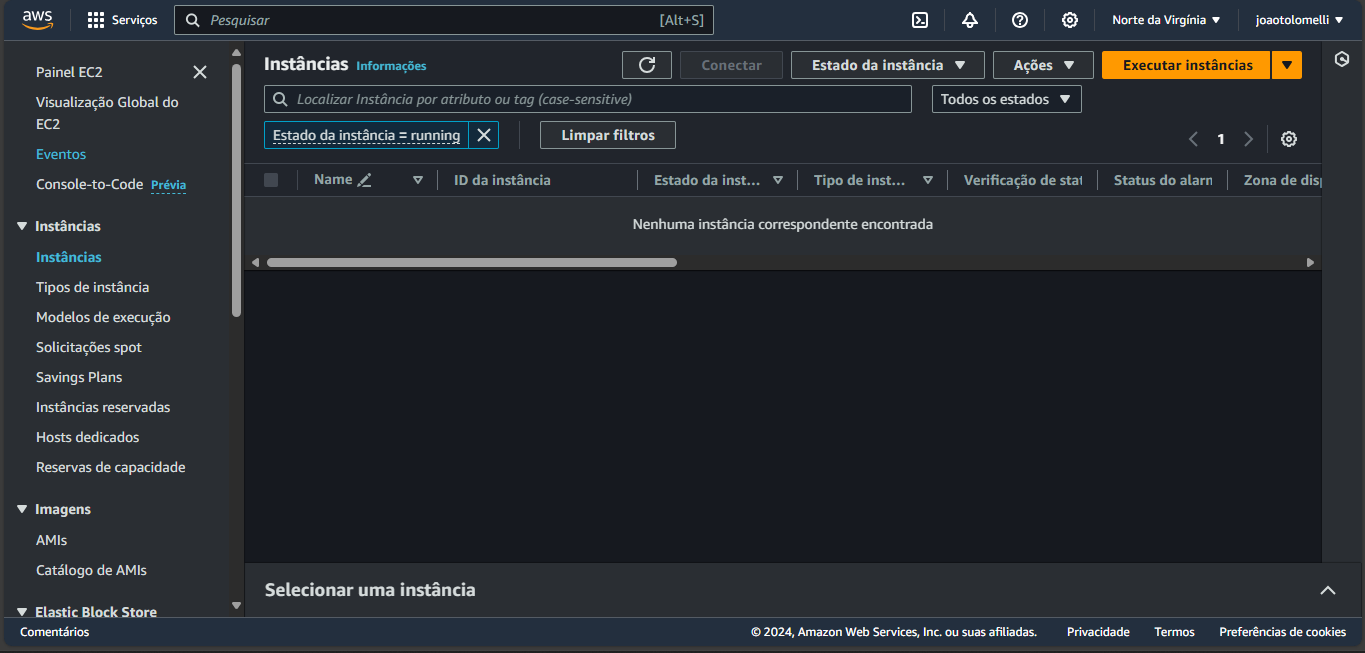 aws
Serviços
Pesquisar
[Alt+S]
Norte da Virgínia
joaotolomelli
Painel EC2
Visualização Global do
EC2
Eventos
Console-to-Code Prévia
Instâncias
Instâncias
Tipos de instância
Modelos de execução
Solicitações spot
Savings Plans
Instâncias reservadas
Hosts dedicados
Reservas de capacidade
Imagens
AMIs
Catálogo de AMIs
Elastic Block Store
Instâncias Informações
Conectar
Estado da instância
Ações
Executar instâncias
Localizar Instância por atributo ou tag (case-sensitive)
Todos os estados
Estado da instância = running
Limpar filtros
1
Name
ID da instância
Estado da inst...
Tipo de inst...
Verificação de stat
Status do alarn
Zona de disp
Nenhuma instância correspondente encontrada
Selecionar uma instância
Comentários
© 2024, Amazon Web Services, Inc. ou suas afiliadas.
Privacidade
Termos
Preferências de cookies